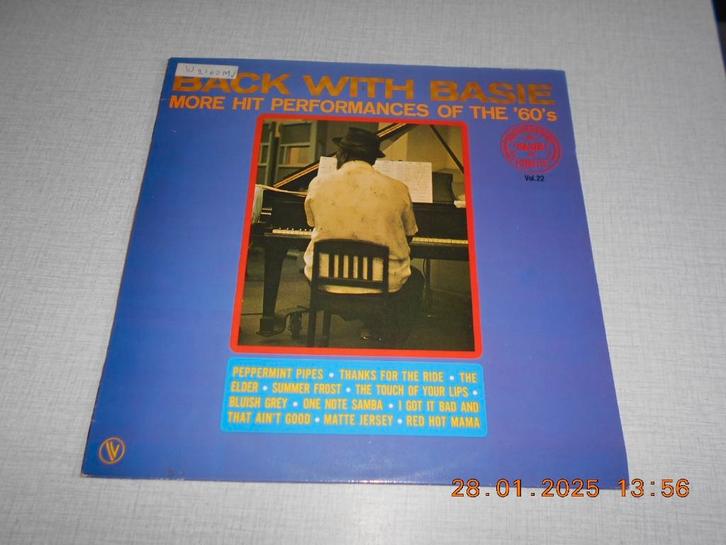 BACK WITH BASIE
MORE HIT PERFORMANCES OF THE '60's
BASIE
Vol.22
PEPPERMINT PIPES • THANKS FOR THE RIDE • THE
ELDER • SUMMER FROST • THE TOUCH OF YOUR LIPS •
BLUISH GREY • ONE NOTE SAMBA • I GOT IT BAD AND
THAT AIN'T GOOD • MATTE JERSEY • RED HOT MAMA
28.01.2025 13:56